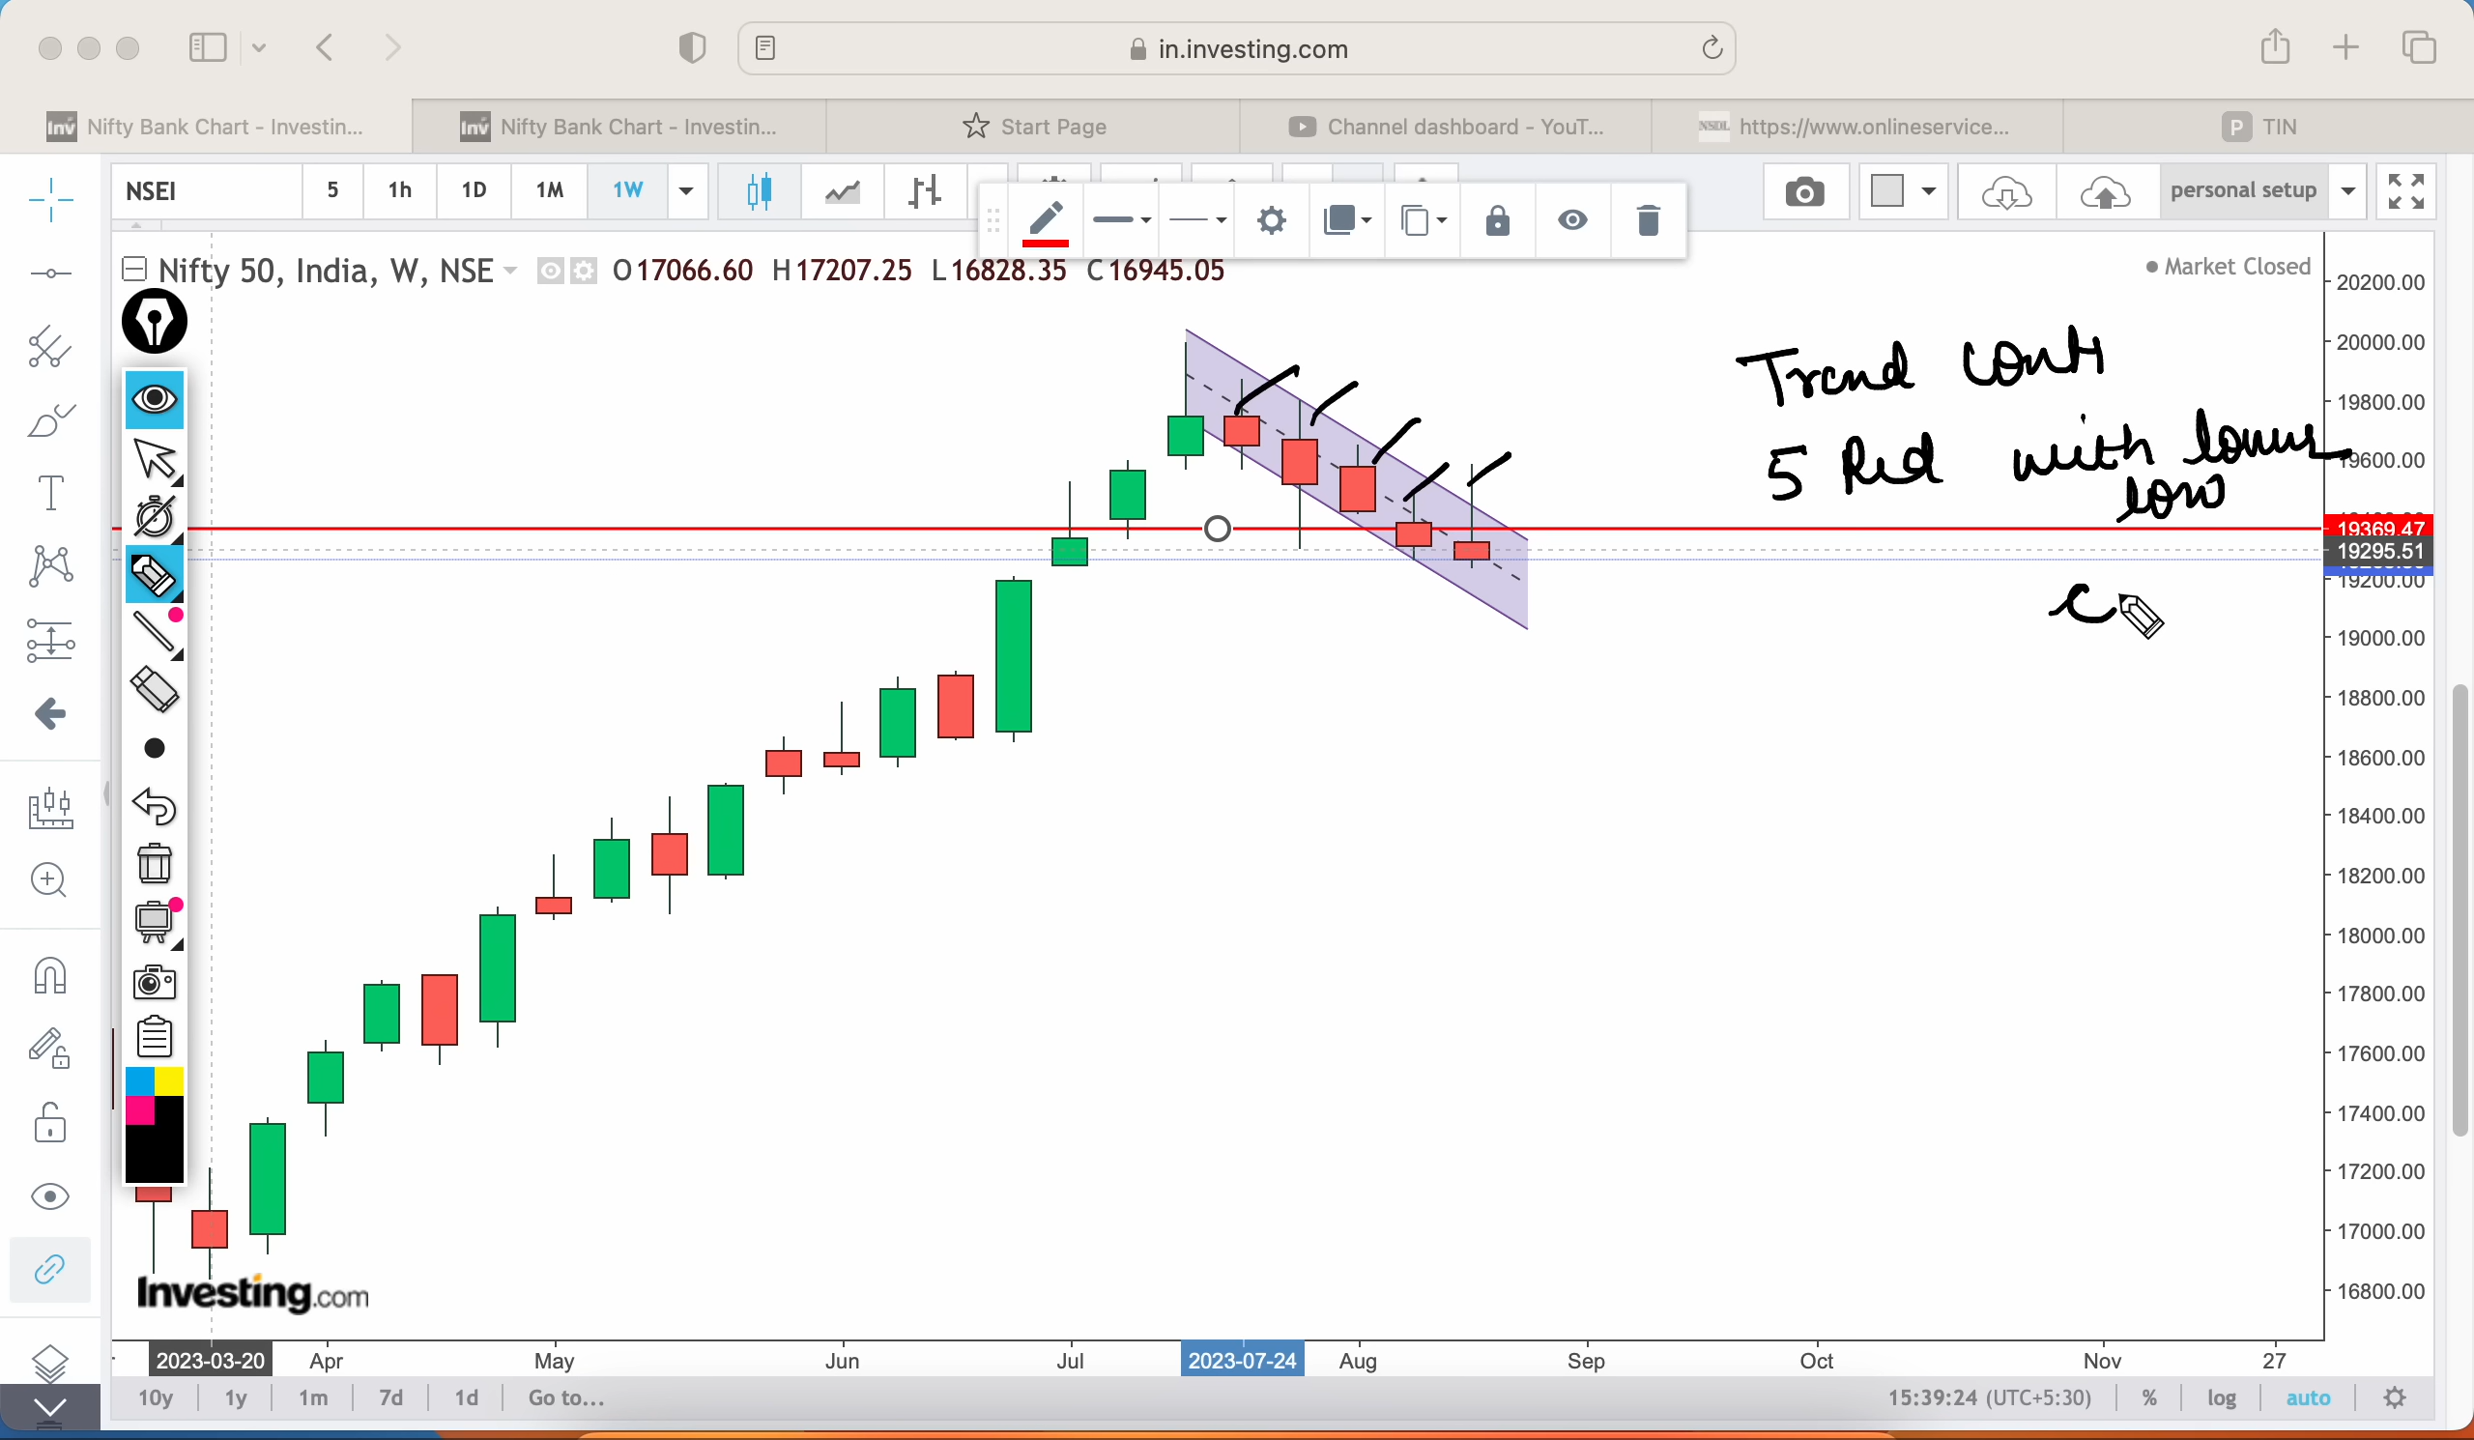 in.investing.com
Inv Nifty Bank Chart - Investin...
Inv Nifty Bank Chart - Investin...
Start Page
Channel dashboard - YouT...
NSDL https://www.onlineservice...
P TIN
NSEI 5 1h 1D 1M 1W
personal setup
Nifty 50, India, W, NSE O17066.60 H17207.25 L16828.35 C16945.05
Market Closed
20200.00
20000.00
19800.00
19600.00
19369.47
19295.51
19200.00
19000.00
18800.00
18600.00
18400.00
18200.00
18000.00
17800.00
17600.00
17400.00
17200.00
17000.00
16800.00
Trend conti
5 Red with lower
low
Investing.com
2023-03-20 Apr May Jun Jul 2023-07-24 Aug Sep Oct Nov 27
10y 1y 1m 7d 1d Go to... 15:39:24 (UTC+5:30) % log auto